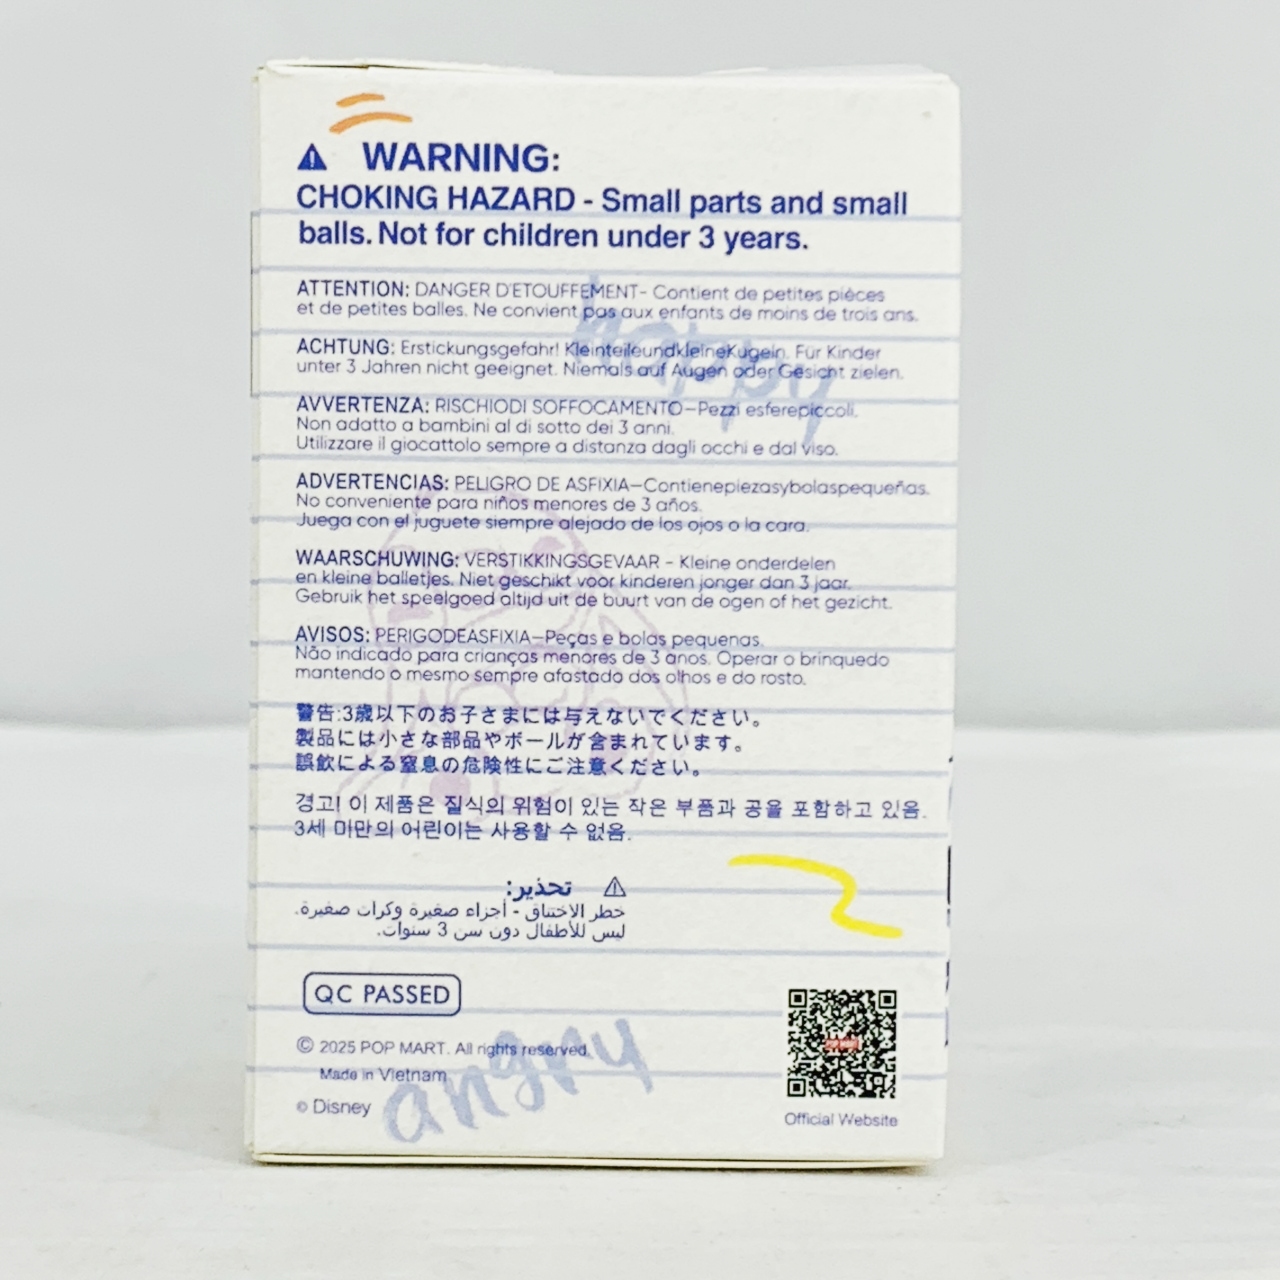 WARNING:
CHOKING HAZARD - Small parts and small
balls. Not for children under 3 years.
ATTENTION: DANGER D'ETOUFFEMENT- Contient de petites pièces
et de petites balles. Ne convient pas aux enfants de moins de trois ans.
happy
ACHTUNG: Erstickungsgefahr! KleinteileundkleineKugeln. Für Kinder
unter 3 Jahren nicht geeignet. Niemals auf Augen oder Gesicht zielen.
AVVERTENZA: RISCHIODI SOFFOCAMENTO-Pezzi esferepiccoli.
Non adatto a bambini al di sotto dei 3 anni.
Utilizzare il giocattolo sempre a distanza dagli occhi e dal viso.
ADVERTENCIAS: PELIGRO DE ASFIXIA-Contienepiezasybolaspequeñas.
No conveniente para niños menores de 3 años.
Juega con el juguete siempre alejado de los ojos o la cara.
WAARSCHUWING: VERSTIKKINGSGEVAAR - Kleine onderdelen
en kleine balletjes. Niet geschikt voor kinderen jonger dan 3 jaar.
Gebruik het speelgoed altijd uit de buurt van de ogen of het gezicht.
AVISOS: PERIGODEASFIXIA-Peças e bolas pequenas.
Não indicado para crianças menores de 3 anos. Operar o brinquedo
mantendo o mesmo sempre afastado dos olhos e do rosto.
警告:3歳以下のお子さまには与えないでください。
製品には小さな部品やボールが含まれています。
誤飲による窒息の危険性にご注意ください。
경고! 이 제품은 질식의 위험이 있는 작은 부품과 공을 포함하고 있음.
3세 미만의 어린이는 사용할 수 없음.
تحذير:
خطر الاختناق - أجزاء صغيرة وكرات صغيرة.
ليس للأطفال دون سن 3 سنوات.
QC PASSED
© 2025 POP MART. All rights reserved.
Made in Vietnam
© Disney
angry
POP MART
Official Website